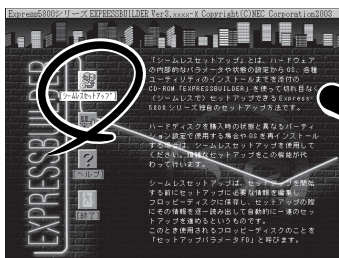 Express5800シリーズ EXPRESSBUILDER Ver3.xxxx-X Copyright(C)NEC Corporation2003
EXPRESSBUILDER
シームレスセットアップ
?
ヘルプ
[終了]
「シームレスセットアップ」とは、ハードウェア
の内部的なパラメータや状態の設定からOS、各種
ユーティリティのインストールまでを添付の
CD-ROM「EXPRESSBUILDER」を使って切れ目なく
(シームレスで)セットアップできるExpress-
5800シリーズ独自のセットアップ方法です。
ハードディスクを購入時の状態と異なるパーティ
ション設定で使用する場合やOSを再インストール
する場合は、シームレスセットアップを使用して
ください。煩雑なセットアップをこの機能が代
わって行います。
シームレスセットアップは、セットアップを開始
する前にセットアップ場必要な情報を編集し
フロッピーディスクに保存し、セットアップの際
にその情報を逐一読み出して自動的に一連のセッ
トアップを進めるというものです。
このとき使用されるフロッピーディスクのことを
「セットアップパラメータFD」と呼びます。